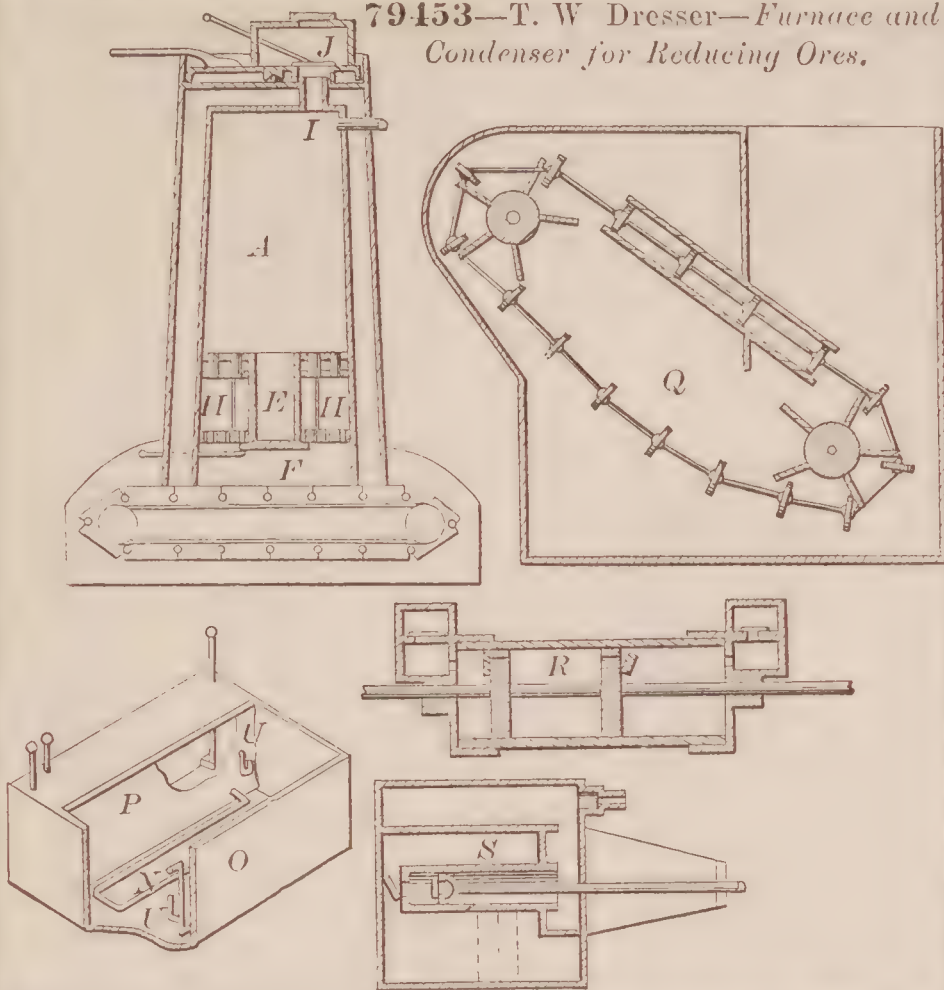 79453—T. W Dresser—Furnace and
Condenser for Reducing Ores.
J
I
A
Q
H E H
F
R
U
P
S
O
U